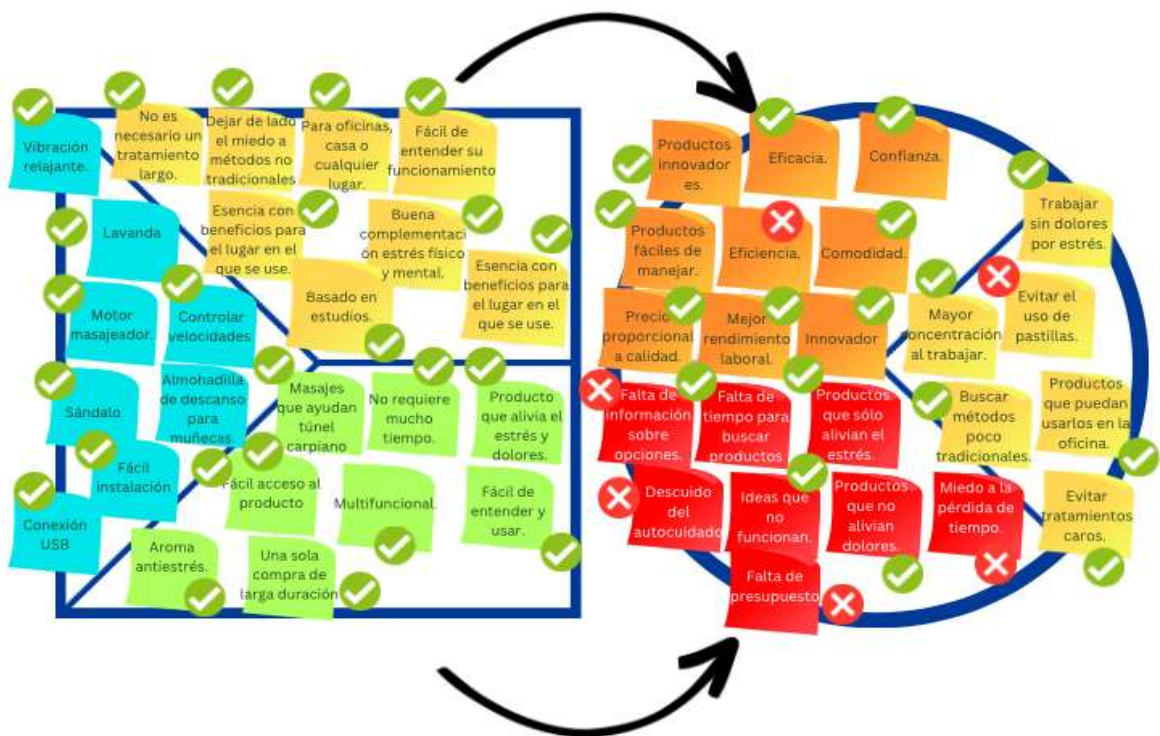 Vibración
relajante.
No es
necesario un
tratamiento
largo.
Dejar de lado
el miedo a
métodos no
tradicionales
Para oficinas,
casa o
cualquier
lugar.
Fácil de
entender su
funcionamiento
Lavanda
Esencia con
beneficios para
el lugar en el
que se use.
Buena
complementaci
ón estrés físico
y mental.
Esencia con
beneficios para
el lugar en el
que se use.
Basado en
estudios.
Motor
masajeador.
Controlar
velocidades
Sándalo
Almohadilla
de descanso
para
muñecas.
Fácil
instalación
Conexión
USB
Masajes
que ayudan
túnel
carpiano
No requiere
mucho
tiempo.
Producto
que alivia el
estrés y
dolores.
Fácil acceso al
producto
Multifuncional.
Fácil de
entender y
usar.
Aroma
antiestrés.
Una sola
compra de
larga duración
Productos
innovador
es.
Eficacia.
Confianza.
Productos
fáciles de
manejar.
Eficiencia.
Comodidad.
Precio
proporcional
a calidad.
Mejor
rendimiento
laboral.
Innovador
Trabajar
sin dolores
por estrés.
Evitar el
uso de
pastillas.
Mayor
concentración
al trabajar.
Buscar
métodos
poco
tradicionales.
Productos
que puedan
usarlos en la
oficina.
Evitar
tratamientos
caros.
Falta de
información
sobre
opciones.
Falta de
tiempo para
buscar
productos
Productos
que sólo
alivian el
estrés.
Descuido
del
autocuidado
Ideas que
no
funcionan.
Productos
que no
alivian
dolores.
Miedo a la
pérdida de
tiempo.
Falta de
presupuesto